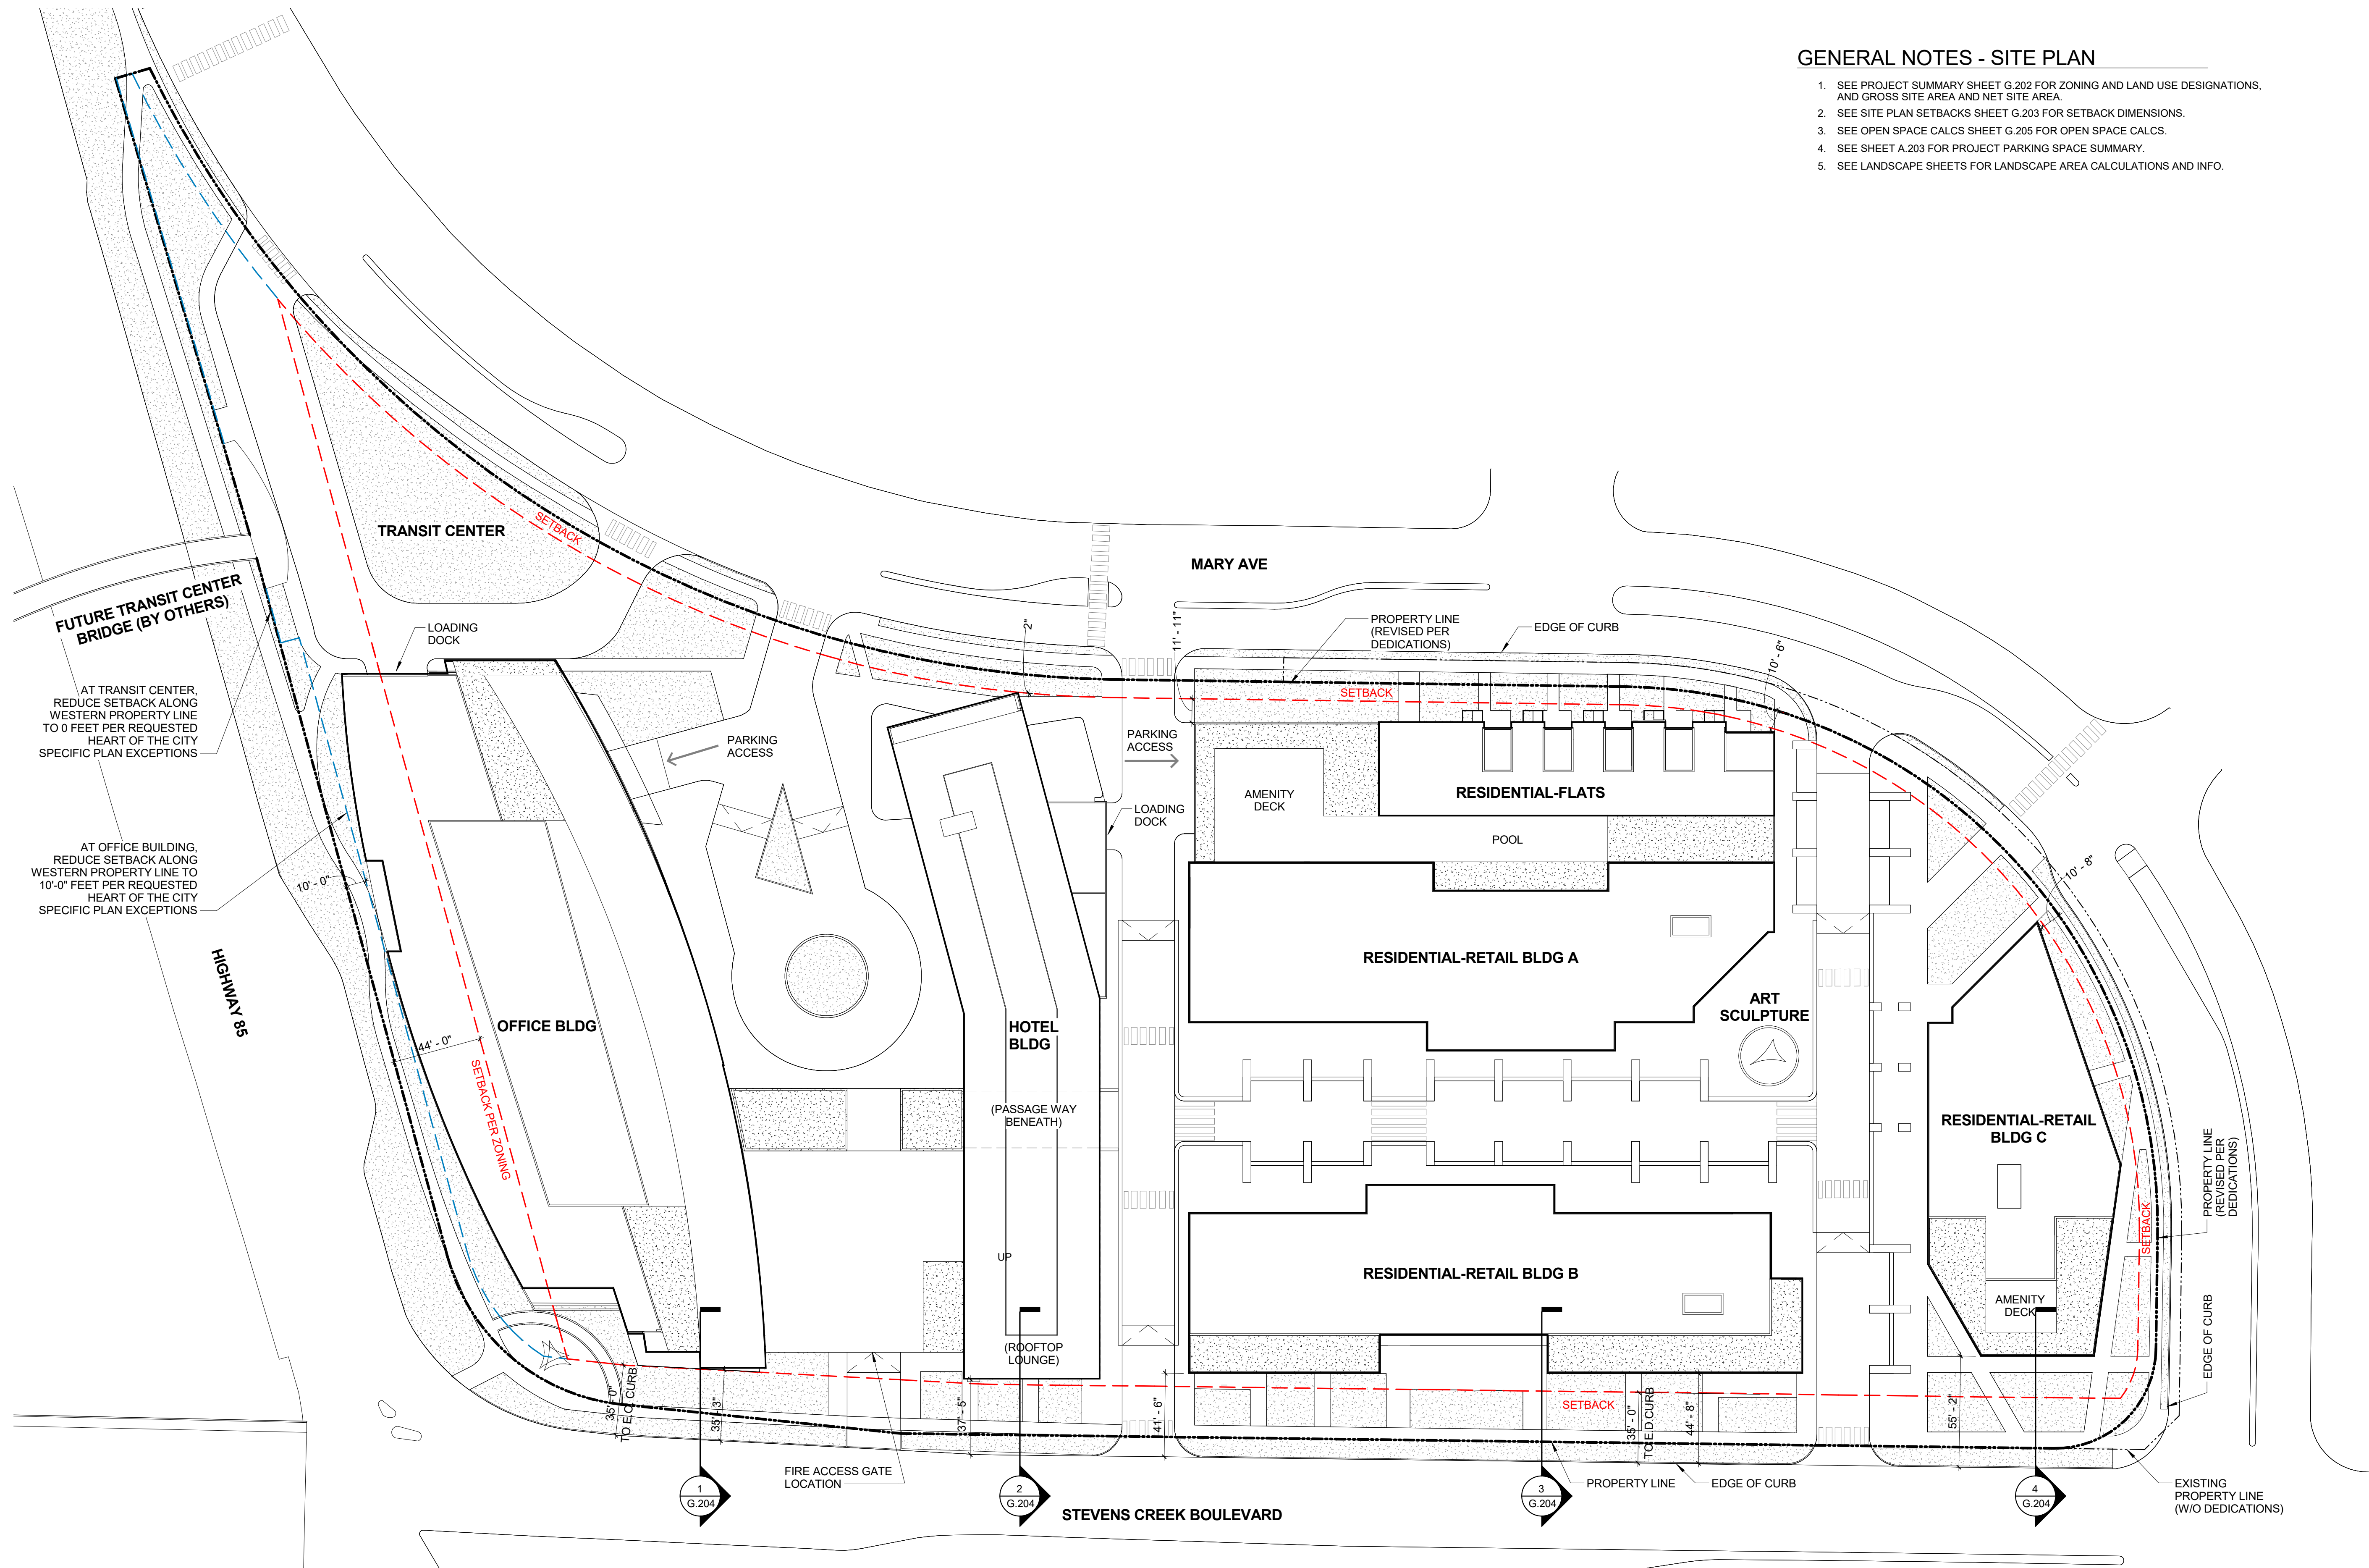 GENERAL NOTES - SITE PLAN
1. SEE PROJECT SUMMARY SHEET G.202 FOR ZONING AND LAND USE DESIGNATIONS,
AND GROSS SITE AREA AND NET SITE AREA.
2. SEE SITE PLAN SETBACKS SHEET G.203 FOR SETBACK DIMENSIONS.
3. SEE OPEN SPACE CALCS SHEET G.205 FOR OPEN SPACE CALCS.
4. SEE SHEET A.203 FOR PROJECT PARKING SPACE SUMMARY.
5. SEE LANDSCAPE SHEETS FOR LANDSCAPE AREA CALCULATIONS AND INFO.
TRANSIT CENTER
SETBACK
MARY AVE
FUTURE TRANSIT CENTER
BRIDGE (BY OTHERS)
LOADING
DOCK
2"
11' - 11"
PROPERTY LINE
(REVISED PER
DEDICATIONS)
EDGE OF CURB
10' - 6"
SETBACK
AT TRANSIT CENTER,
REDUCE SETBACK ALONG
WESTERN PROPERTY LINE
TO 0 FEET PER REQUESTED
HEART OF THE CITY
SPECIFIC PLAN EXCEPTIONS
PARKING
ACCESS
PARKING
ACCESS
AMENITY
DECK
RESIDENTIAL-FLATS
LOADING
DOCK
POOL
AT OFFICE BUILDING,
REDUCE SETBACK ALONG
WESTERN PROPERTY LINE TO
10'-0" FEET PER REQUESTED
HEART OF THE CITY
SPECIFIC PLAN EXCEPTIONS
10' - 0"
10' - 8"
HIGHWAY 85
RESIDENTIAL-RETAIL BLDG A
ART
SCULPTURE
OFFICE BLDG
HOTEL
BLDG
44' - 0"
SETBACK PER ZONING
(PASSAGE WAY
BENEATH)
RESIDENTIAL-RETAIL
BLDG C
PROPERTY LINE
(REVISED PER
DEDICATIONS)
SETBACK
UP
RESIDENTIAL-RETAIL BLDG B
AMENITY
DECK
EDGE OF CURB
(ROOFTOP
LOUNGE)
35' - 0"
TO E.O.CURB
35' - 3"
37' - 5"
41' - 6"
SETBACK
35' - 0"
44' - 8"
55' - 2"
FIRE ACCESS GATE
LOCATION
PROPERTY LINE
EDGE OF CURB
EXISTING
PROPERTY LINE
(W/O DEDICATIONS)
1
G.204
2
G.204
3
G.204
4
G.204
STEVENS CREEK BOULEVARD